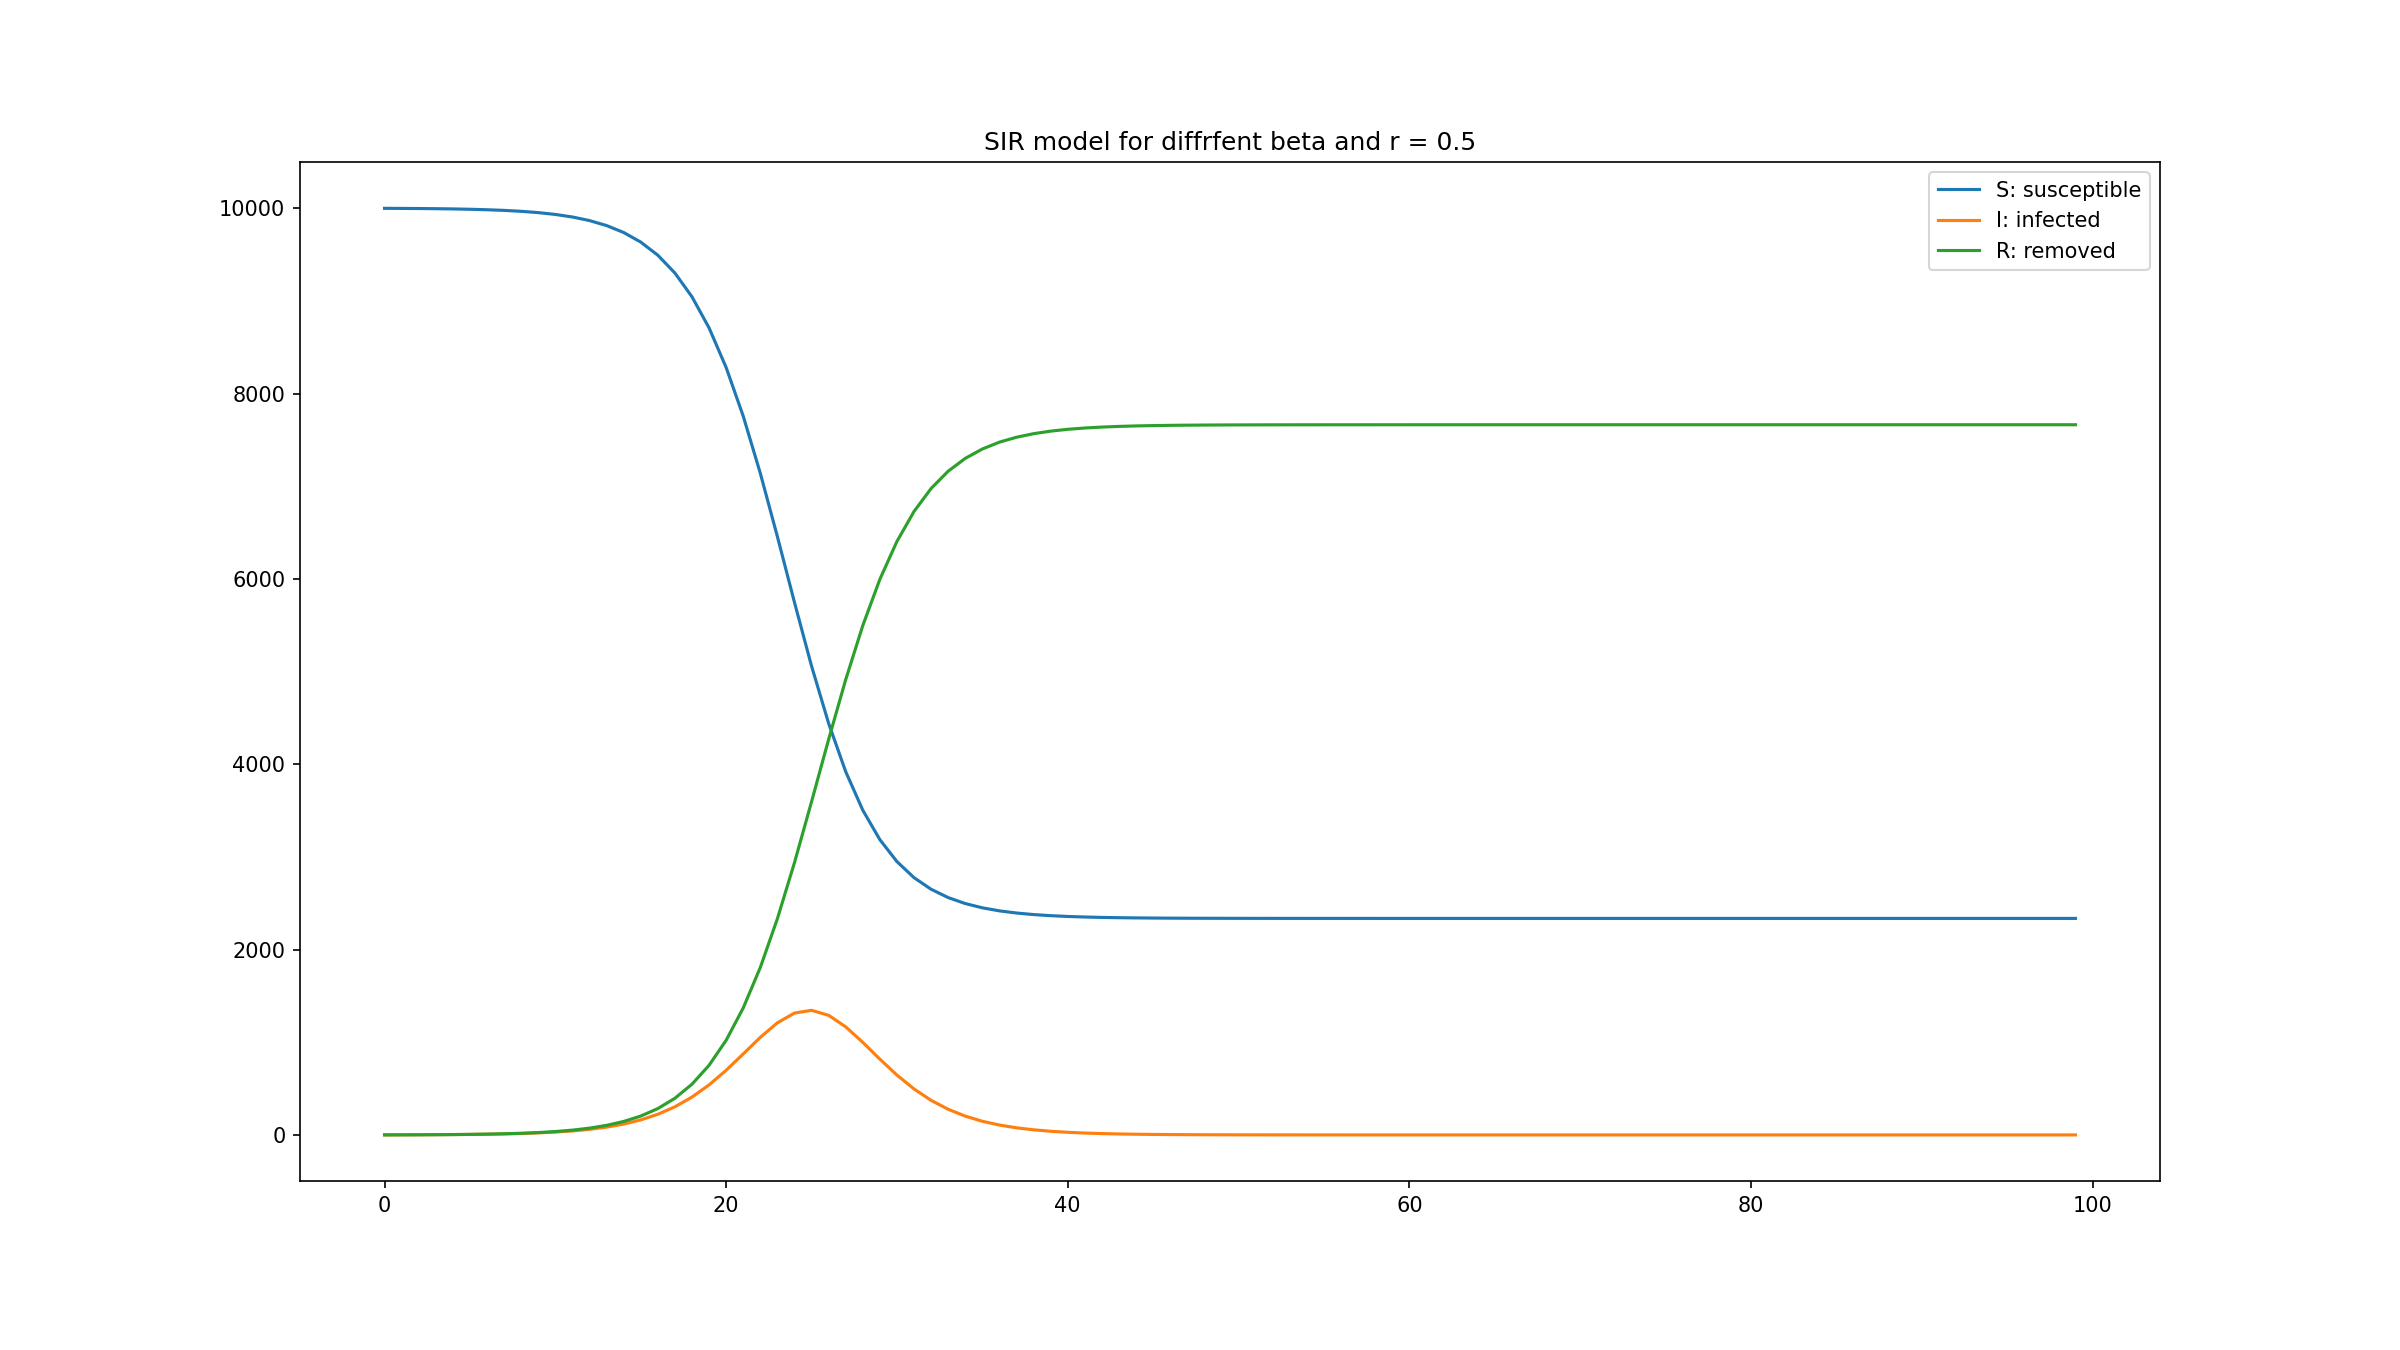 SIR model for diffrfent beta and r = 0.5
S: susceptible
I: infected
R: removed
10000
8000
6000
4000
2000
0
0 20 40 60 80 100